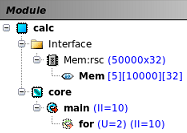 Module
calc
Interface
Mem:rsc (50000x32)
Mem [5][10000][32]
core
main (II=10)
for (U=2) (II=10)